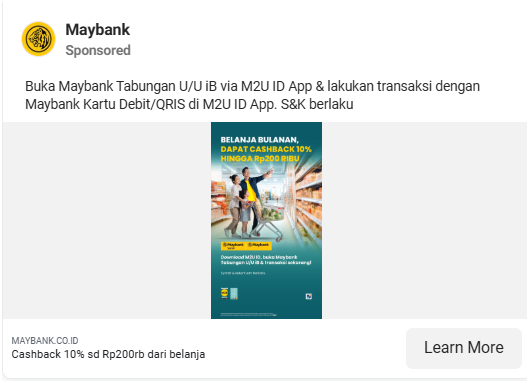 Maybank
Sponsored
Buka Maybank Tabungan U/U iB via M2U ID App & lakukan transaksi dengan
Maybank Kartu Debit/QRIS di M2U ID App. S&K berlaku
BELANJA BULANAN,
DAPAT CASHBACK 10%
HINGGA Rp200 RIBU
Maybank Maybank
Download M2U ID, buka Maybank
Tabungan U/U iB & transaksi sekarang!
MAYBANK.CO.ID
Cashback 10% sd Rp200rb dari belanja
Learn More